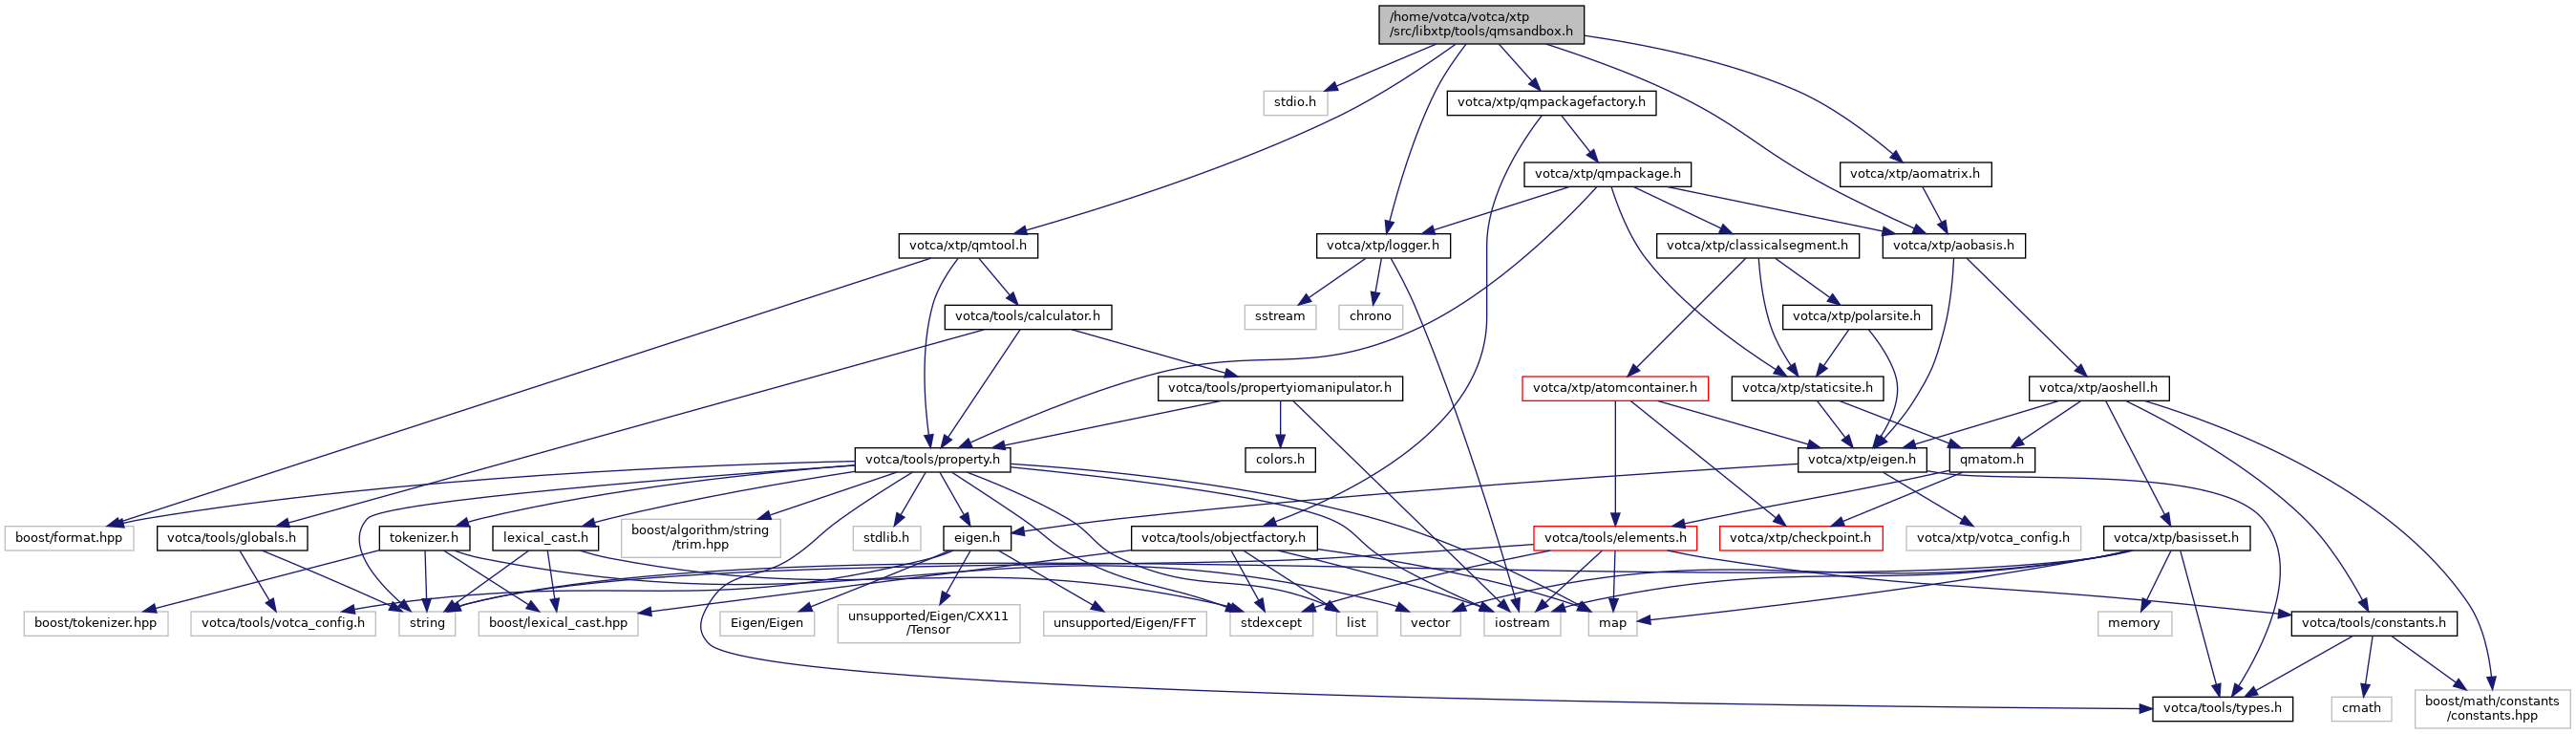 /home/votca/votca/xtp
/src/libxtp/tools/qmsandbox.h
stdio.h
votca/xtp/qmpackagefactory.h
votca/xtp/qmpackage.h
votca/xtp/aomatrix.h
votca/xtp/qmtool.h
votca/xtp/logger.h
votca/xtp/classicalsegment.h
votca/xtp/aobasis.h
votca/tools/calculator.h
sstream
chrono
votca/xtp/polarsite.h
votca/tools/propertyiomanipulator.h
votca/xtp/atomcontainer.h
votca/xtp/staticsite.h
votca/xtp/aoshell.h
votca/tools/property.h
colors.h
votca/xtp/eigen.h
qmatom.h
boost/format.hpp
votca/tools/globals.h
tokenizer.h
lexical_cast.h
boost/algorithm/string
/trim.hpp
stdlib.h
eigen.h
votca/tools/objectfactory.h
votca/tools/elements.h
votca/xtp/checkpoint.h
votca/xtp/votca_config.h
votca/xtp/basisset.h
boost/tokenizer.hpp
votca/tools/votca_config.h
string
boost/lexical_cast.hpp
Eigen/Eigen
unsupported/Eigen/CXX11
/Tensor
unsupported/Eigen/FFT
stdexcept
list
vector
iostream
map
memory
votca/tools/constants.h
votca/tools/types.h
cmath
boost/math/constants
/constants.hpp